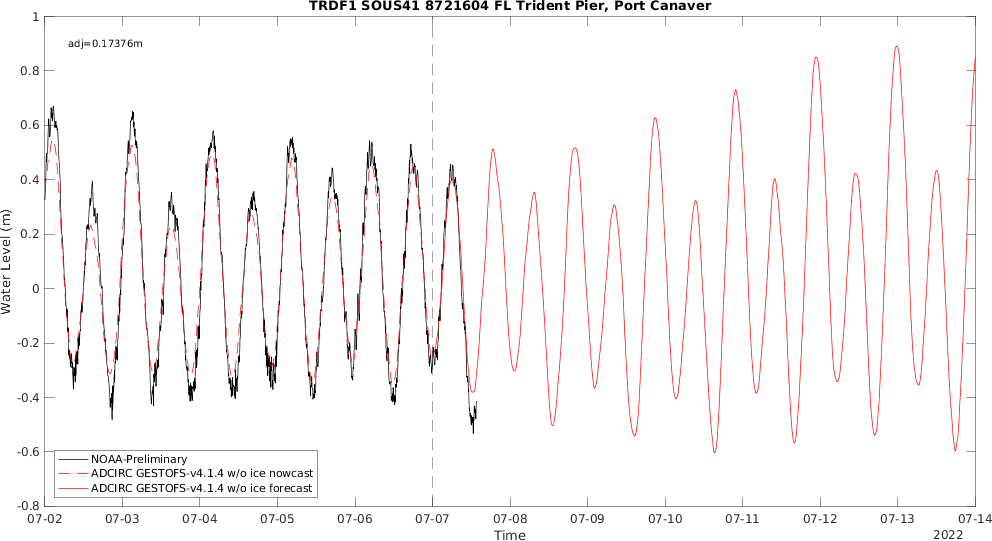 TRDF1 SOUS41 8721604 FL Trident Pier, Port Canaver
adj=0.17376m
1
0.8
0.6
0.4
0.2
0
-0.2
-0.4
-0.6
-0.8
Water Level (m)
NOAA-Preliminary
ADCIRC GESTOFS-v4.1.4 w/o ice nowcast
ADCIRC GESTOFS-v4.1.4 w/o ice forecast
07-02 07-03 07-04 07-05 07-06 07-07 07-08 07-09 07-10 07-11 07-12 07-13 07-14
Time
2022